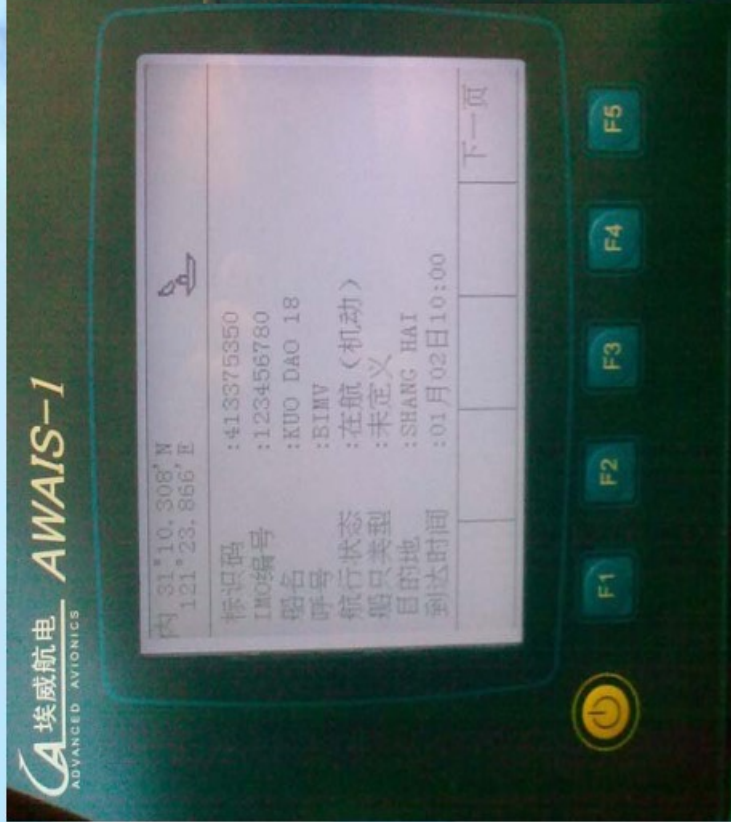 埃威航电 AWAIS-1
ADVANCED AVIONICS
内 31°10.308'N
121°23.866'E
标识码 :413375350
IMO编号 :123456780
船名 :KUO DAO 18
呼号 :BIMV
航行状态 :在航（机动）
船只类型 :未定义
目的地 :SHANG HAI
到达时间 :01月02日10:00
下一页
F1 F2 F3 F4 F5